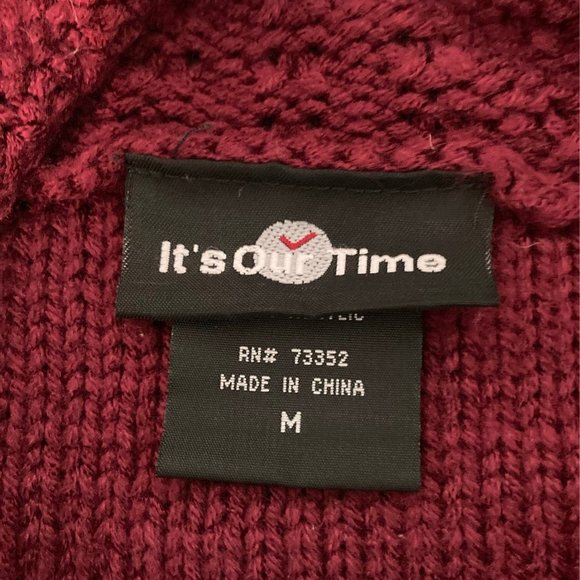 It's Our Time
RN# 73352
MADE IN CHINA
M